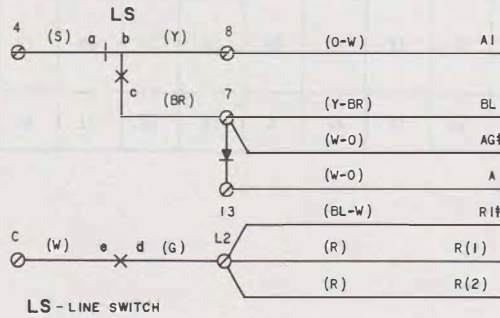 LS
4 (S) a b (Y) 8 (O-W) A1
c
(BR) 7 (Y-BR) BL
(W-O) AG‡
(W-O) A
13 (BL-W) R1‡
C (W) e d (G) L2 (R) R(1)
(R) R(2)
LS - LINE SWITCH